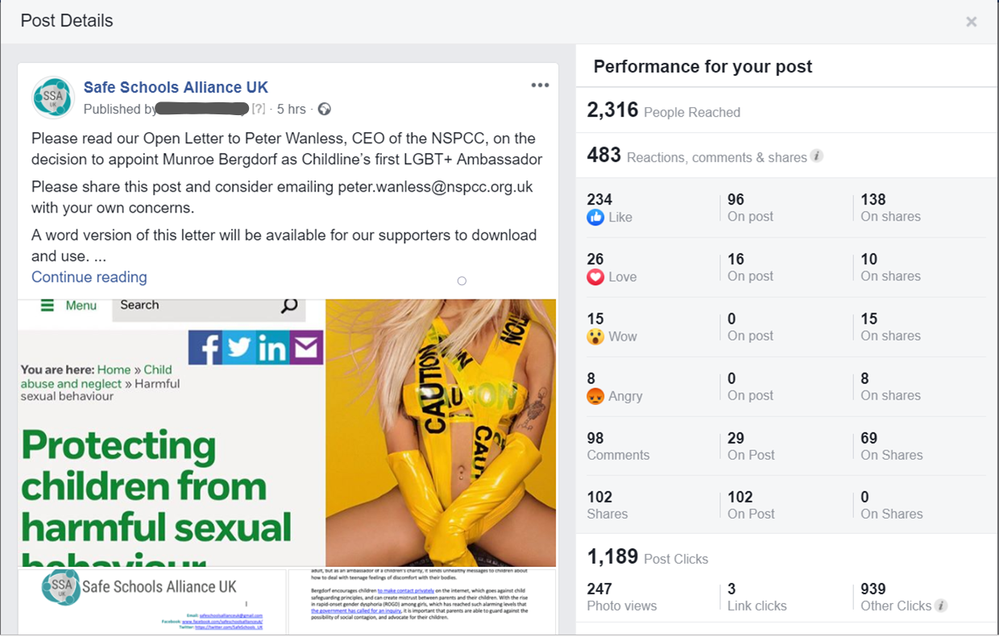 Post Details
×
Safe Schools Alliance UK
Published by [?] · 5 hrs ·
Please read our Open Letter to Peter Wanless, CEO of the NSPCC, on the
decision to appoint Munroe Bergdorf as Childline's first LGBT+ Ambassador
Please share this post and consider emailing peter.wanless@nspcc.org.uk
with your own concerns.
A word version of this letter will be available for our supporters to download
and use. ...
Continue reading
Menu
Search
You are here: Home » Child
abuse and neglect » Harmful
sexual behaviour
Protecting
children from
harmful sexual
behaviour
CAUTION
CAUTION
SSA
UK
Safe Schools Alliance UK
Email: safeschoolsallianceuk@gmail.com
Facebook: www.facebook.com/safeschoolsallianceuk/
Twitter: https://twitter.com/SafeSchools_UK
adult, but as an ambassador of a children's charity, it sends unhealthy messages to children about
how to deal with teenage feelings of discomfort with their bodies.
Bergdorf encourages children to make contact privately on the internet, which goes against child
safeguarding principles, and can create mistrust between parents and their children. With the rise
in rapid-onset gender dysphoria (ROGD) among girls, which has reached such alarming levels that
the government has called for an inquiry, it is important that parents are able to guard against the
possibility of social contagion, and advocate for their children.
Performance for your post
2,316 People Reached
483 Reactions, comments & shares
234 96 138
Like On post On shares
26 16 10
Love On post On shares
15 0 15
Wow On post On shares
8 0 8
Angry On post On shares
98 29 69
Comments On Post On Shares
102 102 0
Shares On Post On Shares
1,189 Post Clicks
247 3 939
Photo views Link clicks Other Clicks